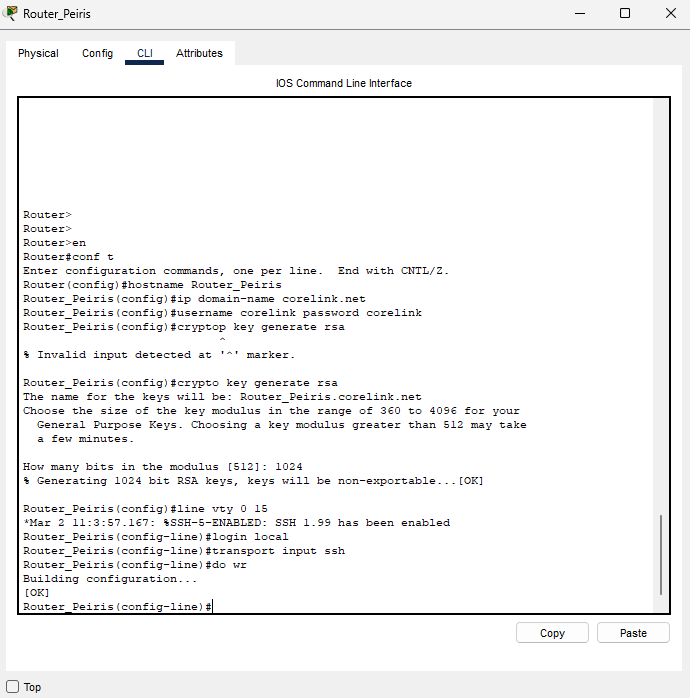 Router_Peiris
Physical Config CLI Attributes
IOS Command Line Interface
Router>
Router>
Router>en
Router#conf t
Enter configuration commands, one per line.  End with CNTL/Z.
Router(config)#hostname Router_Peiris
Router_Peiris(config)#ip domain-name corelink.net
Router_Peiris(config)#username corelink password corelink
Router_Peiris(config)#cryptop key generate rsa
^
% Invalid input detected at '^' marker.
Router_Peiris(config)#crypto key generate rsa
The name for the keys will be: Router_Peiris.corelink.net
Choose the size of the key modulus in the range of 360 to 4096 for your
General Purpose Keys. Choosing a key modulus greater than 512 may take
a few minutes.
How many bits in the modulus [512]: 1024
% Generating 1024 bit RSA keys, keys will be non-exportable...[OK]
Router_Peiris(config)#line vty 0 15
*Mar 2 11:3:57.167: %SSH-5-ENABLED: SSH 1.99 has been enabled
Router_Peiris(config-line)#login local
Router_Peiris(config-line)#transport input ssh
Router_Peiris(config-line)#do wr
Building configuration...
[OK]
Router_Peiris(config-line)#
Copy Paste
Top